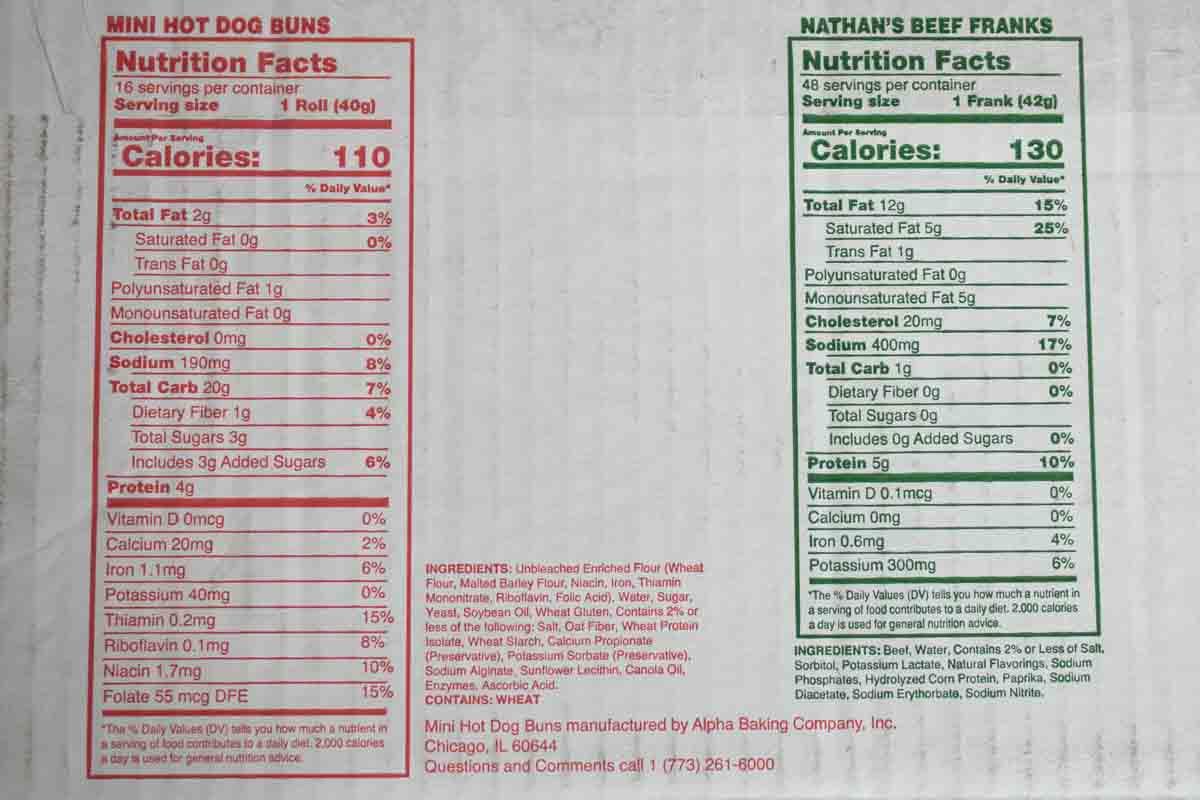 MINI HOT DOG BUNS
Nutrition Facts
16 servings per container
Serving size 1 Roll (40g)
Amount Per Serving
Calories: 110
% Daily Value*
Total Fat 2g 3%
Saturated Fat 0g 0%
Trans Fat 0g
Polyunsaturated Fat 1g
Monounsaturated Fat 0g
Cholesterol 0mg 0%
Sodium 190mg 8%
Total Carb 20g 7%
Dietary Fiber 1g 4%
Total Sugars 3g
Includes 3g Added Sugars 6%
Protein 4g
Vitamin D 0mcg 0%
Calcium 20mg 2%
Iron 1.1mg 6%
Potassium 40mg 0%
Thiamin 0.2mg 15%
Riboflavin 0.1mg 8%
Niacin 1.7mg 10%
Folate 55 mcg DFE 15%
*The % Daily Values (DV) tells you how much a nutrient in
a serving of food contributes to a daily diet. 2,000 calories
a day is used for general nutrition advice.
INGREDIENTS: Unbleached Enriched Flour (Wheat
Flour, Malted Barley Flour, Niacin, Iron, Thiamin
Mononitrate, Riboflavin, Folic Acid), Water, Sugar,
Yeast, Soybean Oil, Wheat Gluten, Contains 2% or
less of the following: Salt, Oat Fiber, Wheat Protein
Isolate, Wheat Starch, Calcium Propionate
(Preservative), Potassium Sorbate (Preservative),
Sodium Alginate, Sunflower Lecithin, Canola Oil,
Enzymes, Ascorbic Acid.
CONTAINS: WHEAT
Mini Hot Dog Buns manufactured by Alpha Baking Company, Inc.
Chicago, IL 60644
Questions and Comments call 1 (773) 261-6000
NATHAN'S BEEF FRANKS
Nutrition Facts
48 servings per container
Serving size 1 Frank (42g)
Amount Per Serving
Calories: 130
% Daily Value*
Total Fat 12g 15%
Saturated Fat 5g 25%
Trans Fat 1g
Polyunsaturated Fat 0g
Monounsaturated Fat 5g
Cholesterol 20mg 7%
Sodium 400mg 17%
Total Carb 1g 0%
Dietary Fiber 0g 0%
Total Sugars 0g
Includes 0g Added Sugars 0%
Protein 5g 10%
Vitamin D 0.1mcg 0%
Calcium 0mg 0%
Iron 0.6mg 4%
Potassium 300mg 6%
*The % Daily Values (DV) tells you how much a nutrient in
a serving of food contributes to a daily diet. 2,000 calories
a day is used for general nutrition advice.
INGREDIENTS: Beef, Water, Contains 2% or Less of Salt,
Sorbitol, Potassium Lactate, Natural Flavorings, Sodium
Phosphates, Hydrolyzed Corn Protein, Paprika, Sodium
Diacetate, Sodium Erythorbate, Sodium Nitrite.